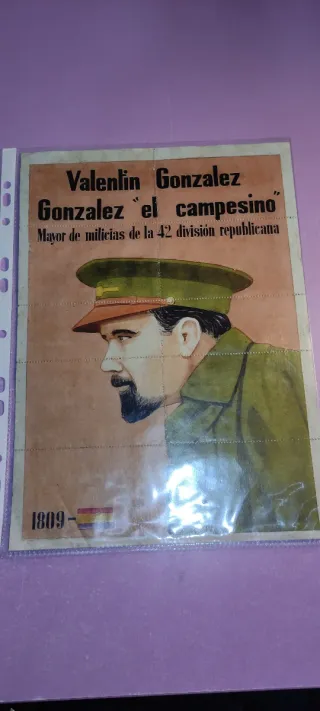 Valentin Gonzalez
Gonzalez "el campesino"
Mayor de milicias de la 42 división republicana
1809-